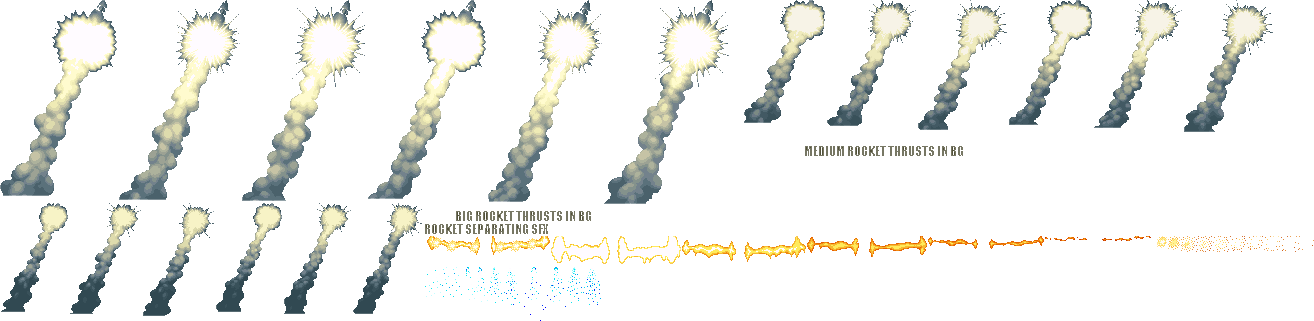 MEDIUM ROCKET THRUSTS IN BG
BIG ROCKET THRUSTS IN BG
ROCKET SEPARATING SFX